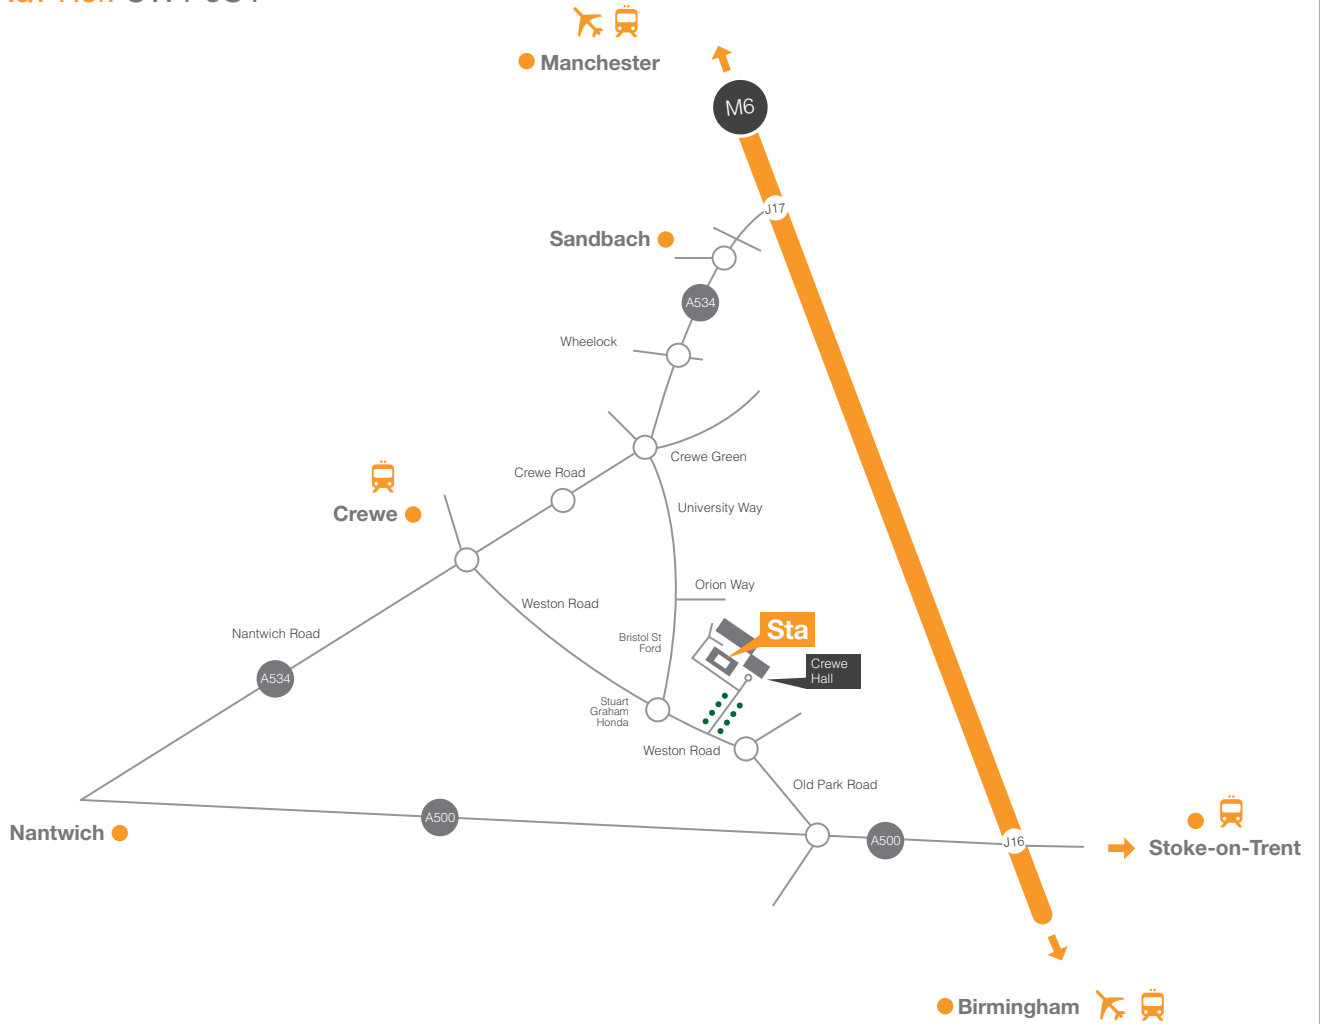 Manchester
M6
J17
Sandbach
A534
Wheelock
Crewe Green
Crewe Road
University Way
Crewe
Orion Way
Weston Road
Nantwich Road
Bristol St
Ford
Sta
Crewe
Hall
A534
Stuart
Graham
Honda
Weston Road
Old Park Road
A500
A500
J16
Nantwich
Stoke-on-Trent
Birmingham